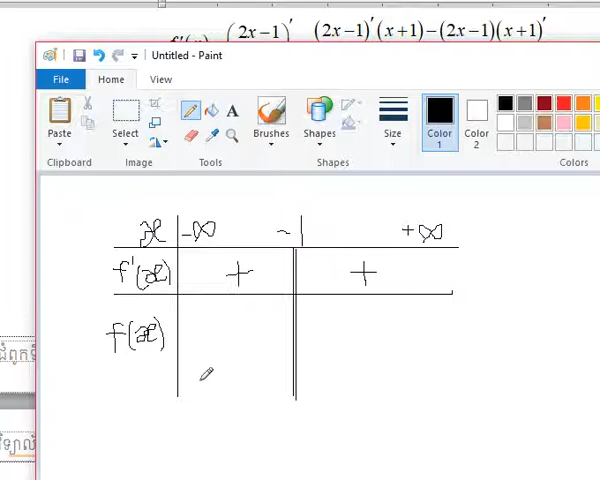 f'(x) (2x−1)' (2x−1)'(x+1)−(2x−1)(x+1)'
Untitled - Paint
File Home View
Paste Select Brushes Shapes Size Color 1 Color 2
Clipboard Image Tools Shapes Colors
x −∞ −1 +∞
f'(x) + +
f(x)